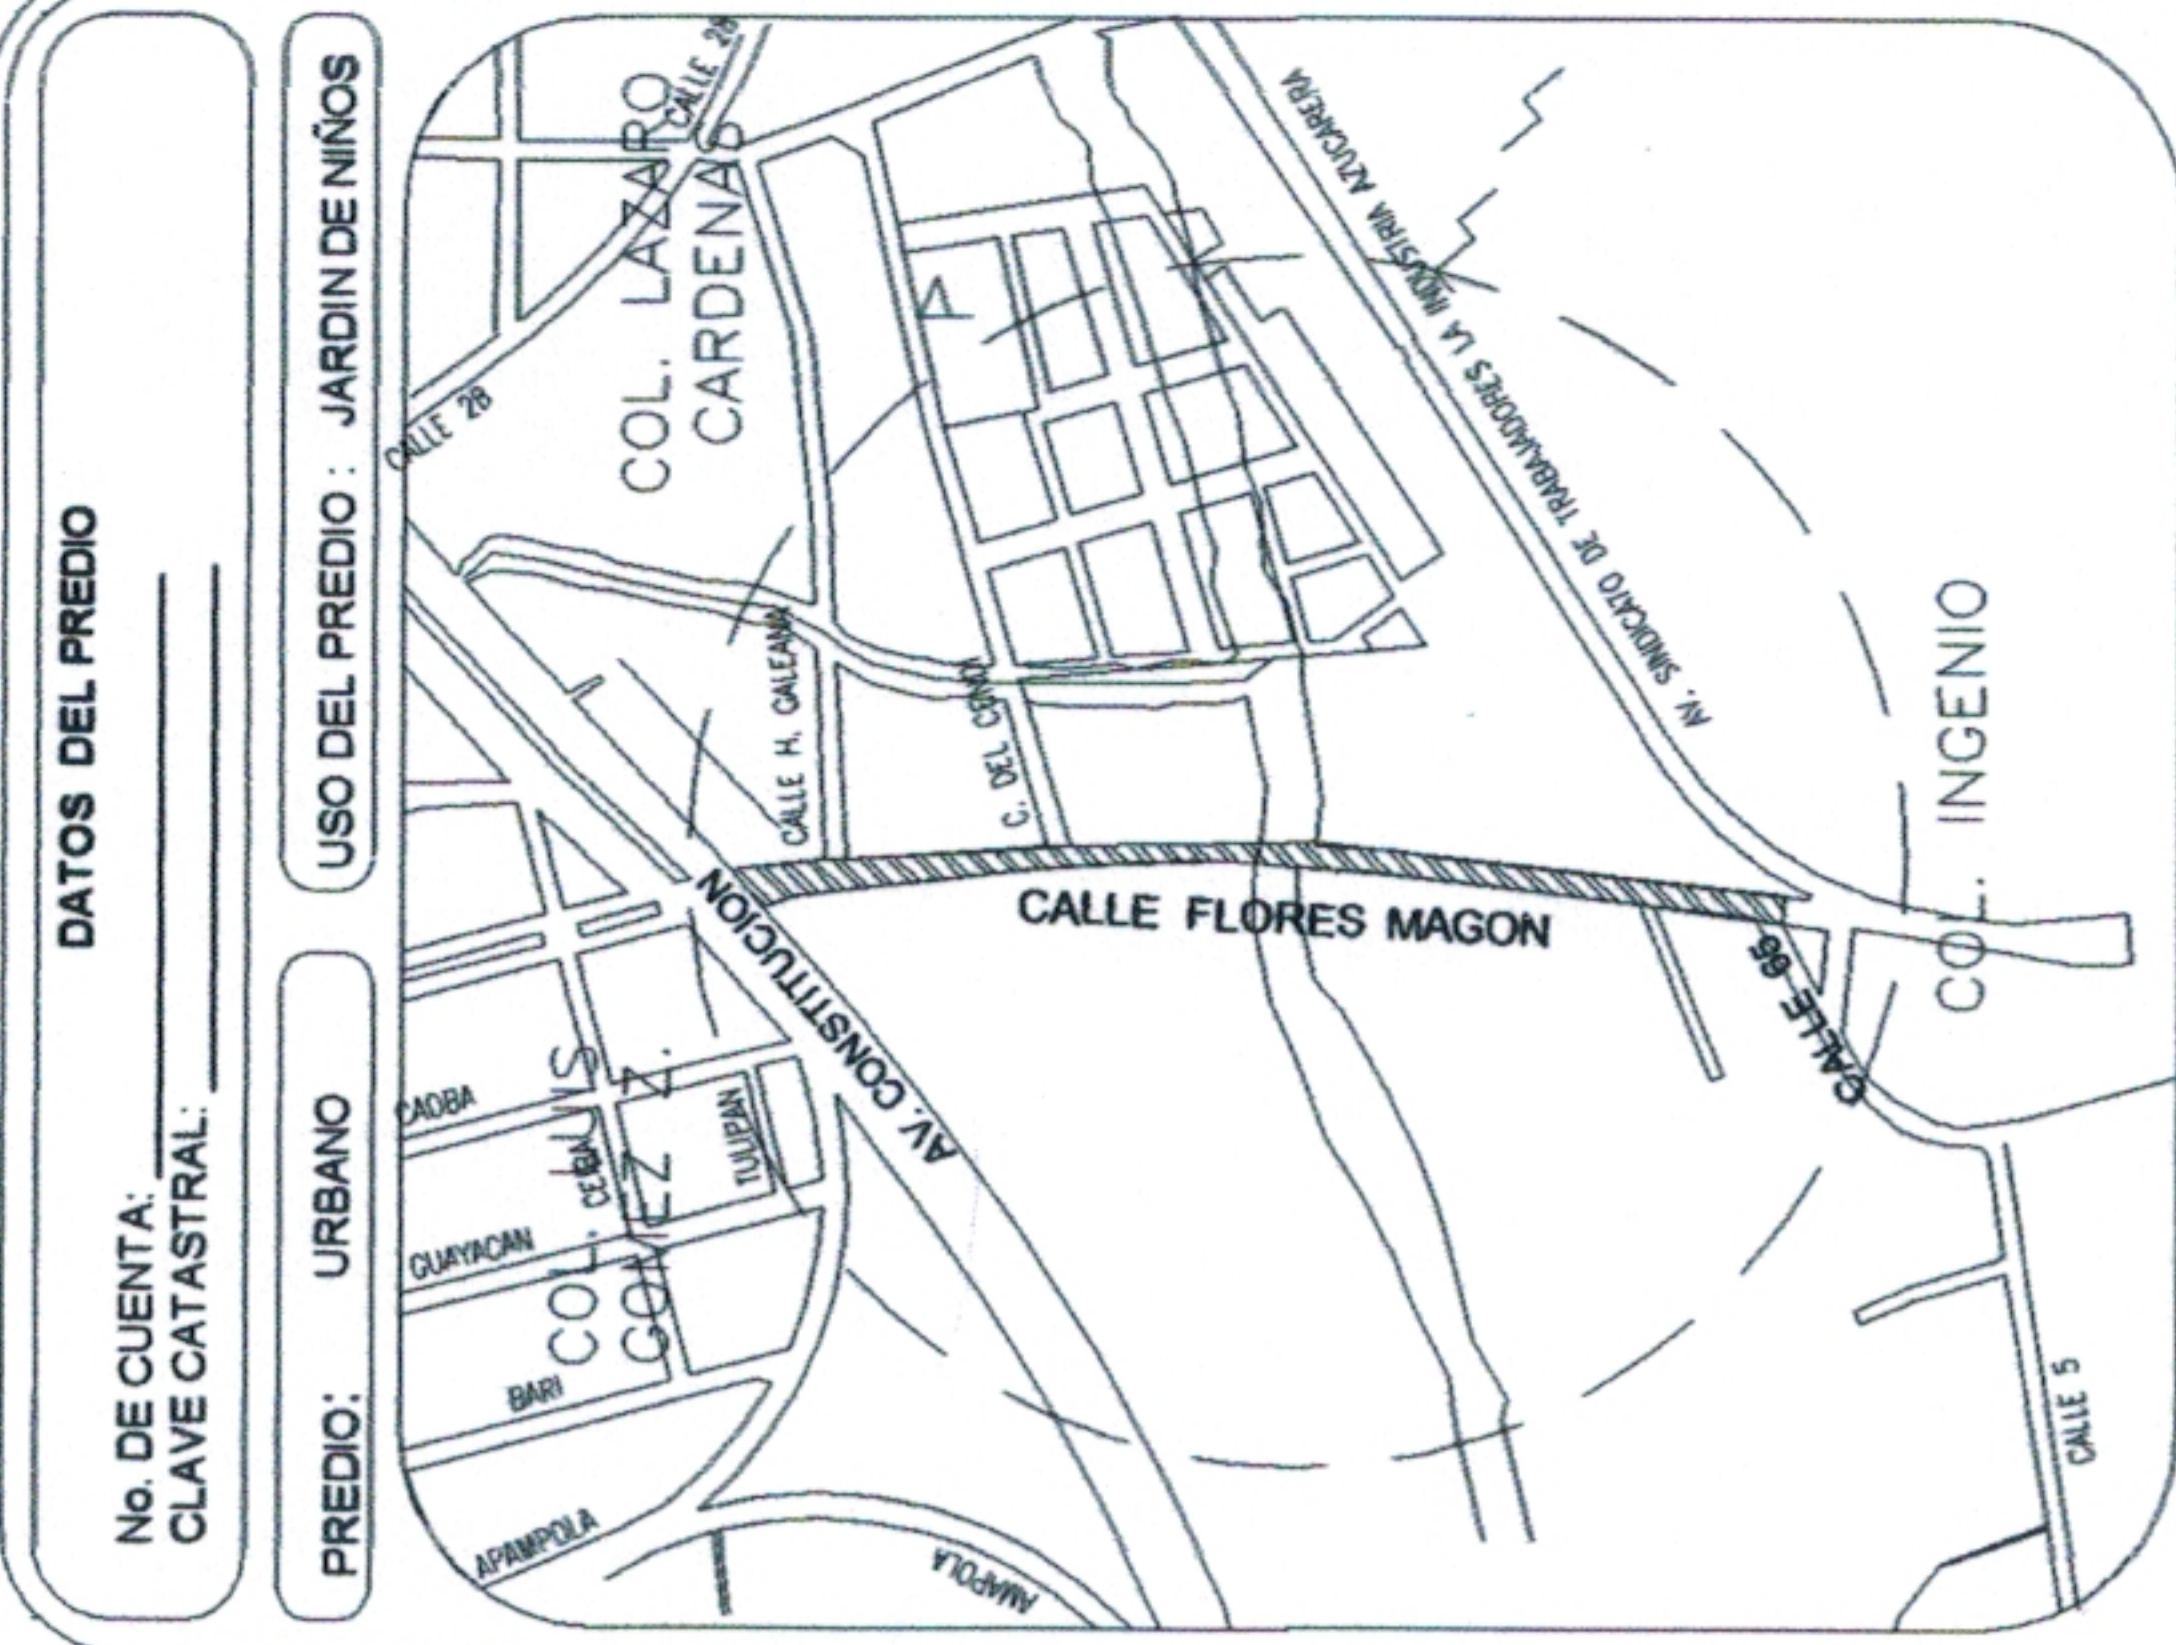 DATOS DEL PREDIO
No. DE CUENTA:
CLAVE CATASTRAL:
PREDIO: URBANO
USO DEL PREDIO : JARDIN DE NIÑOS
CALLE 28
CALLE 28
COL. LAZARO
CARDENAS
P
CALLE H. GALEANA
C. DEL
AV. SINDICATO DE TRABAJADORES LA INDUSTRIA AZUCARERIA
COL. INGENIO
CALLE FLORES MAGON
CALLE 65
AV. CONSTITUCION
CAOBA
CEIBA
TULIPAN
GUAYACAN
COL. LUIS
GOMEZ Z.
BARI
APAMPOLA
AMAPOLA
CALLE 5